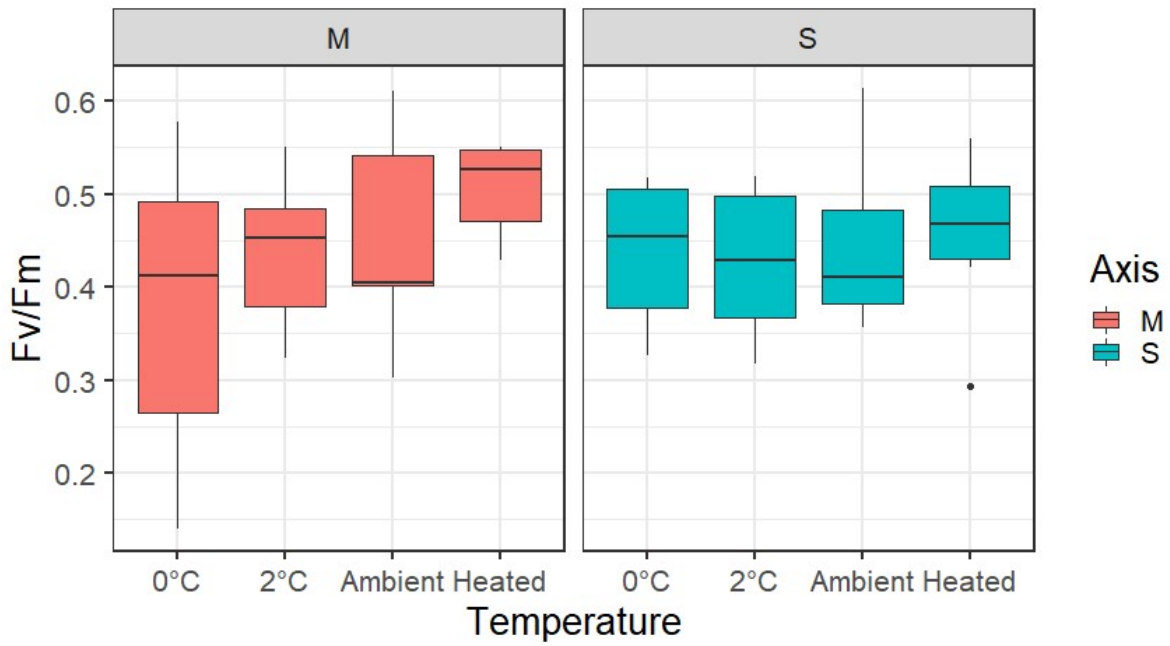 M
S
0.6
0.5
0.4
0.3
0.2
Fv/Fm
0°C 2°C Ambient Heated
0°C 2°C Ambient Heated
Temperature
Axis
M
S